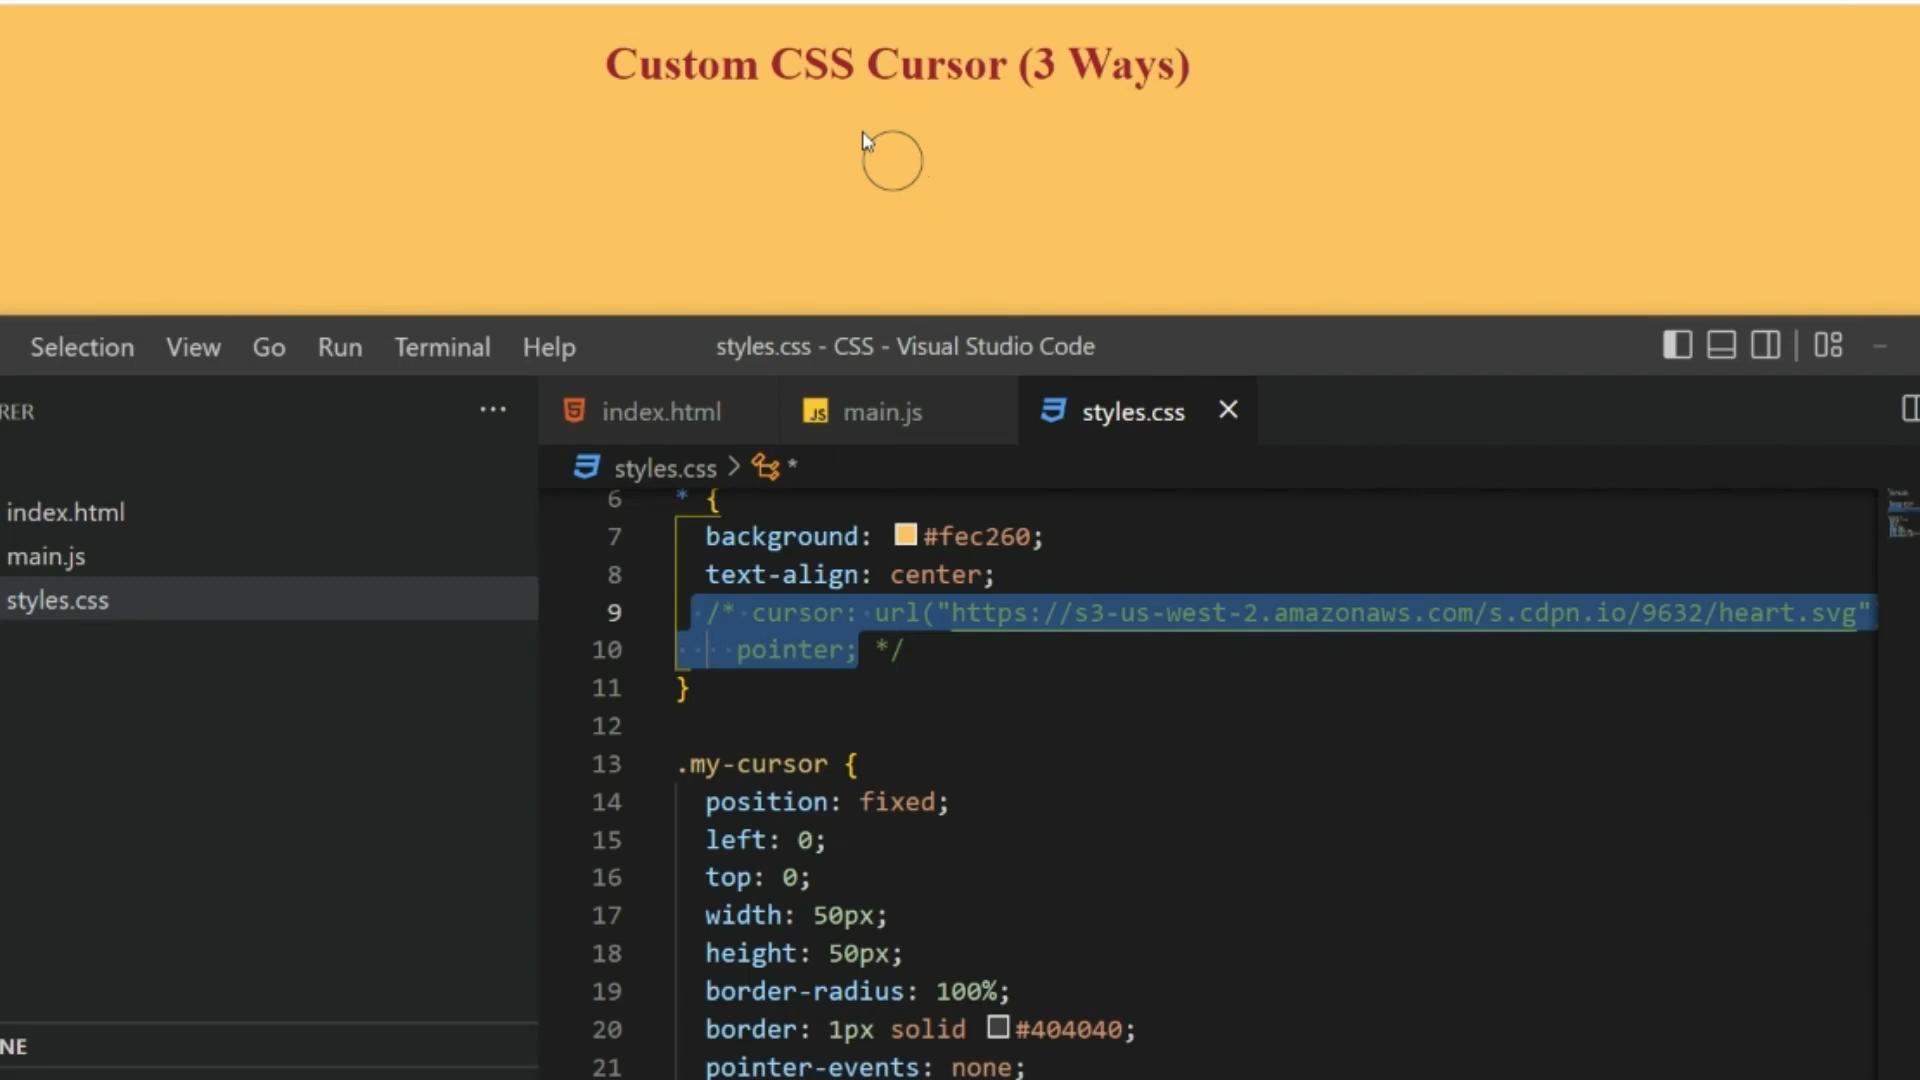 Custom CSS Cursor (3 Ways)
Selection View Go Run Terminal Help styles.css - CSS - Visual Studio Code
RER ···
index.html
main.js
styles.css
NE
index.html JS main.js styles.css ×
styles.css > *
6 * {
7 background: #fec260;
8 text-align: center;
9 /* cursor: url("https://s3-us-west-2.amazonaws.com/s.cdpn.io/9632/heart.svg"
10 pointer; */
11 }
12
13 .my-cursor {
14 position: fixed;
15 left: 0;
16 top: 0;
17 width: 50px;
18 height: 50px;
19 border-radius: 100%;
20 border: 1px solid #404040;
21 pointer-events: none;